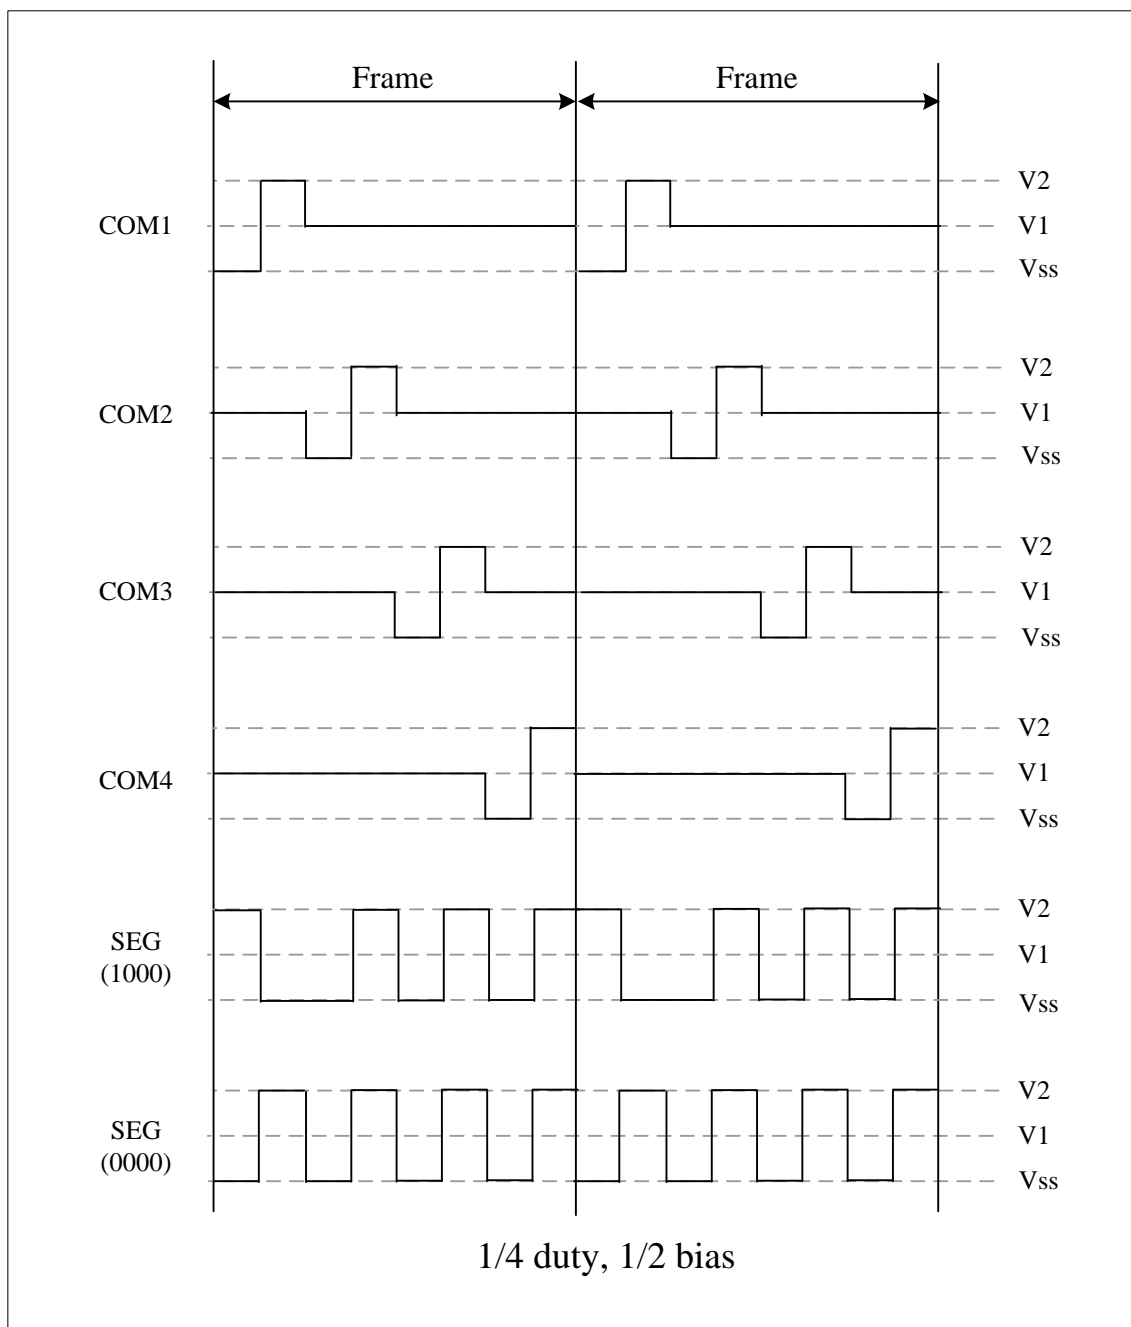 Frame Frame
V2
COM1 V1
Vss
V2
COM2 V1
Vss
V2
COM3 V1
Vss
V2
COM4 V1
Vss
V2
SEG
(1000)
V1
Vss
V2
SEG
(0000)
V1
Vss
1/4 duty, 1/2 bias